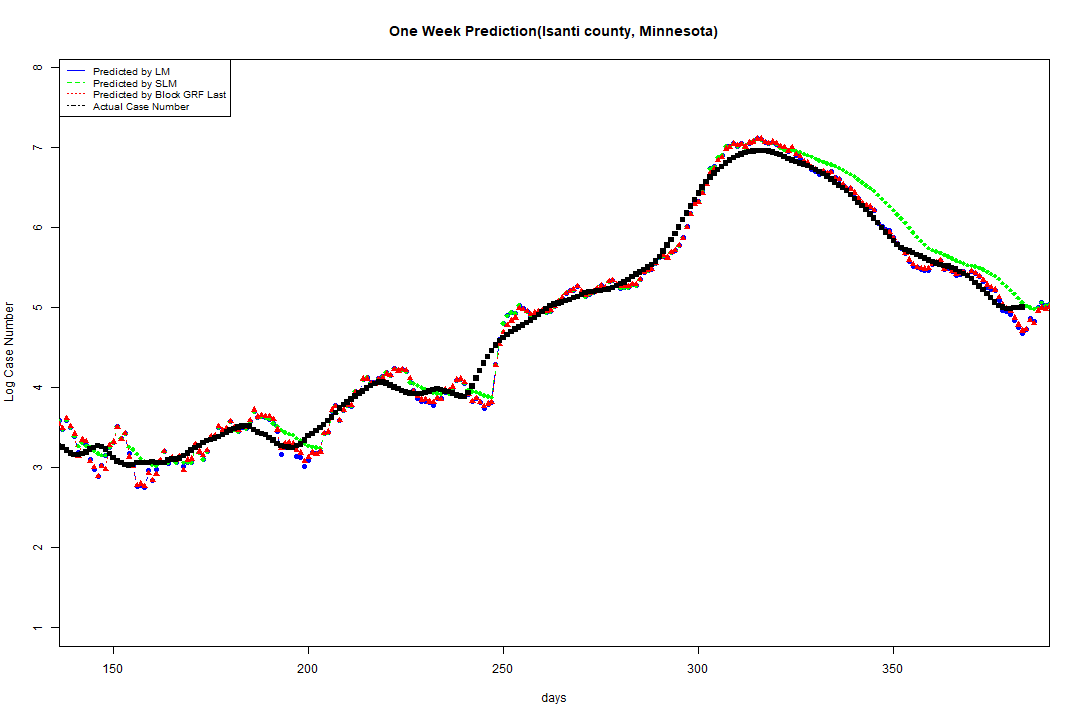 One Week Prediction(Isanti county, Minnesota)
Predicted by LM
Predicted by SLM
Predicted by Block GRF Last
Actual Case Number
8
7
6
5
4
3
2
1
Log Case Number
150 200 250 300 350
days